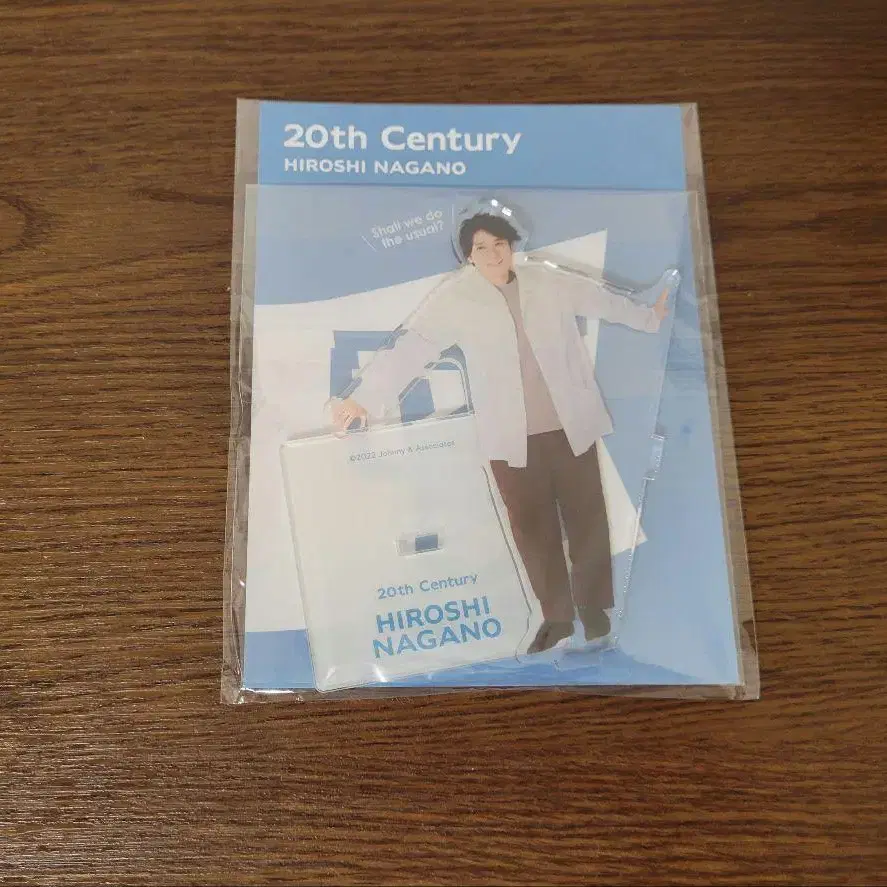 20th Century
HIROSHI NAGANO
Shall we do
the usual?
©2022 Johnny & Associates
20th Century
HIROSHI
NAGANO